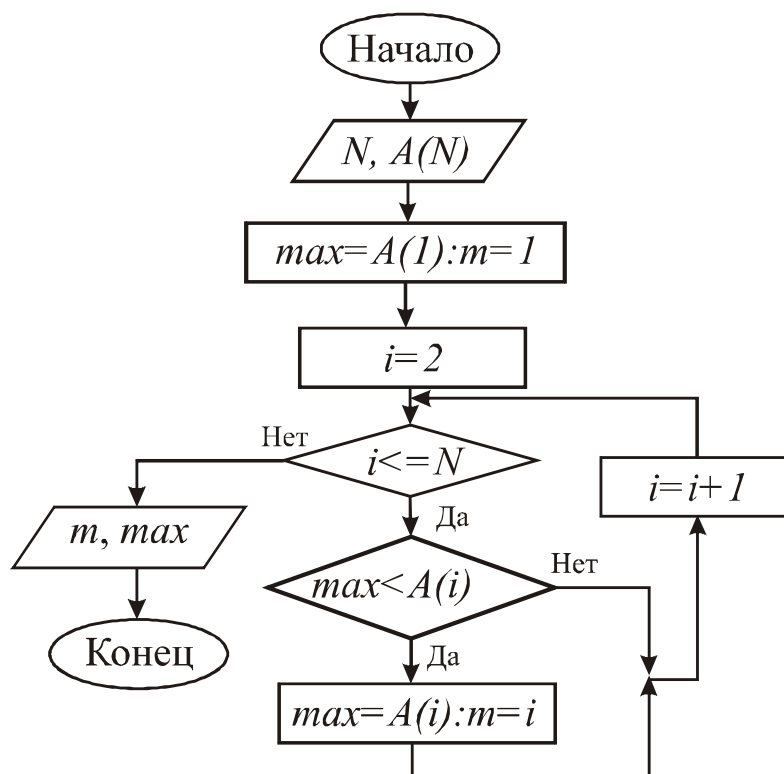 Начало
N, A(N)
max=A(1):m=1
i=2
Нет
i<=N
i=i+1
Да
m, max
Нет
max<A(i)
Конец
Да
max=A(i):m=i